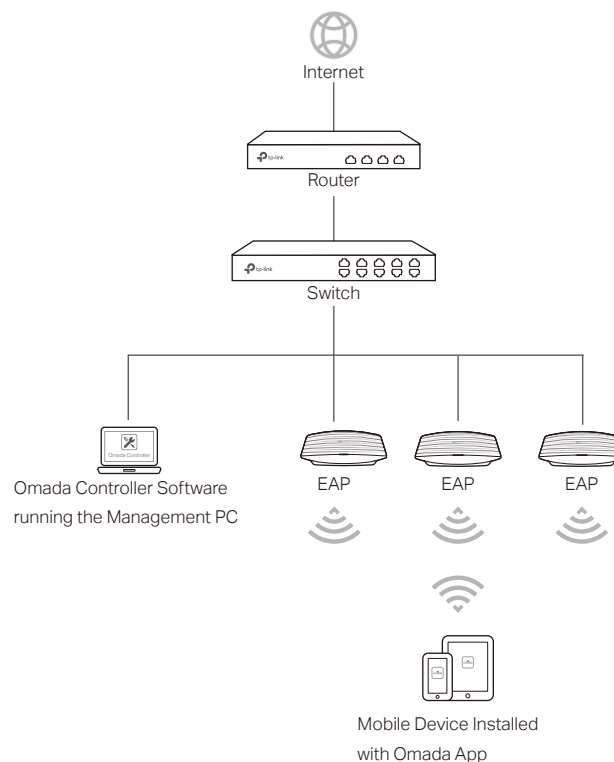 Internet
tp-link
Router
tp-link
Switch
Omada Controller
Omada Controller Software
running the Management PC
EAP
EAP
EAP
Mobile Device Installed
with Omada App